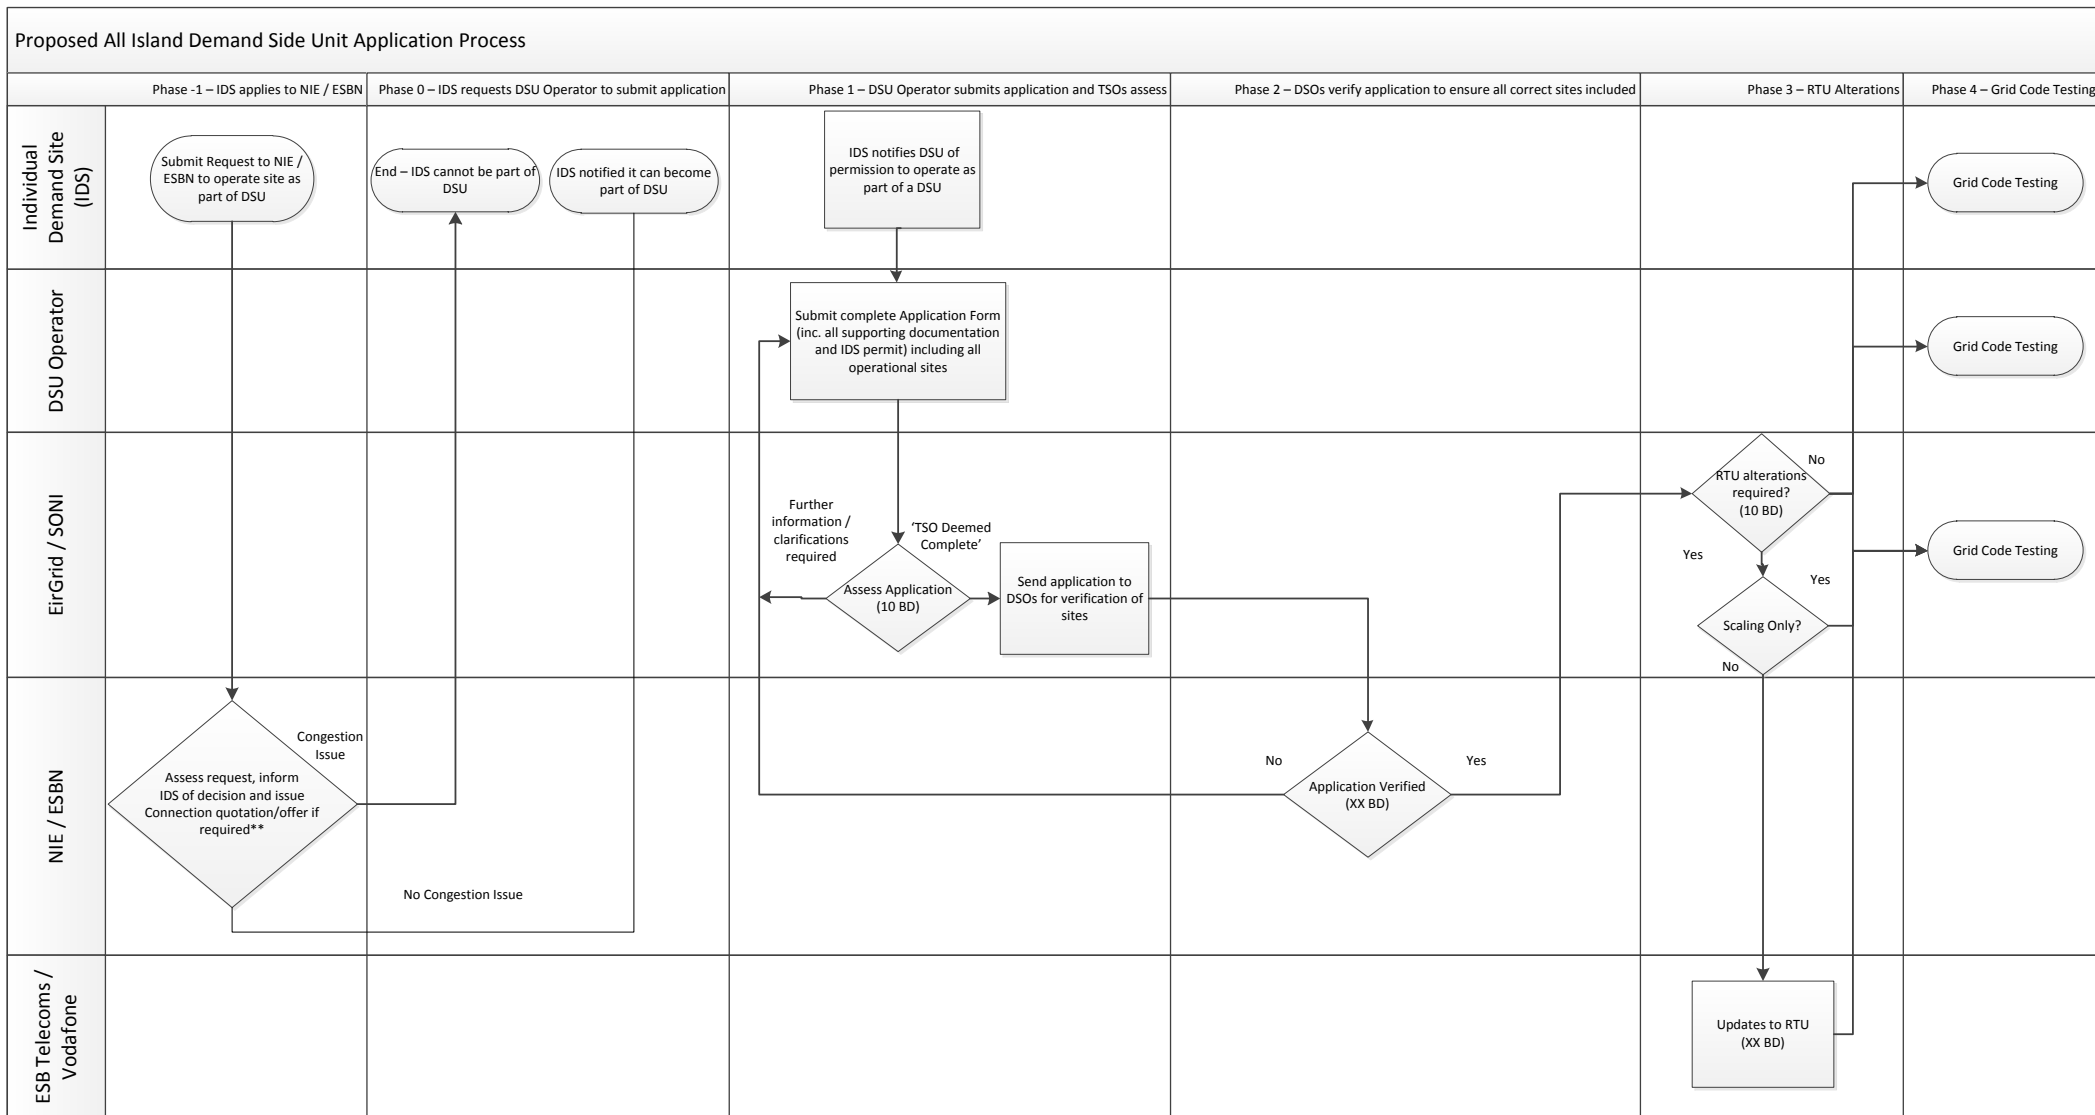 Proposed All Island Demand Side Unit Application Process
Phase -1 – IDS applies to NIE / ESBN
Phase 0 – IDS requests DSU Operator to submit application
Phase 1 – DSU Operator submits application and TSOs assess
Phase 2 – DSOs verify application to ensure all correct sites included
Phase 3 – RTU Alterations
Phase 4 – Grid Code Testing
Individual
Demand Site
(IDS)
Submit Request to NIE /
ESBN to operate site as
part of DSU
End – IDS cannot be part of
DSU
IDS notified it can become
part of DSU
IDS notifies DSU of
permission to operate as
part of a DSU
Grid Code Testing
DSU Operator
Submit complete Application Form
(inc. all supporting documentation
and IDS permit) including all
operational sites
Grid Code Testing
EirGrid / SONI
Further
information /
clarifications
required
‘TSO Deemed
Complete’
Assess Application
(10 BD)
Send application to
DSOs for verification of
sites
RTU alterations
required?
(10 BD)
No
Yes
Scaling Only?
Yes
No
Grid Code Testing
NIE / ESBN
Assess request, inform
IDS of decision and issue
Connection quotation/offer if
required**
Congestion
Issue
No Congestion Issue
No
Application Verified
(XX BD)
Yes
ESB Telecoms /
Vodafone
Updates to RTU
(XX BD)